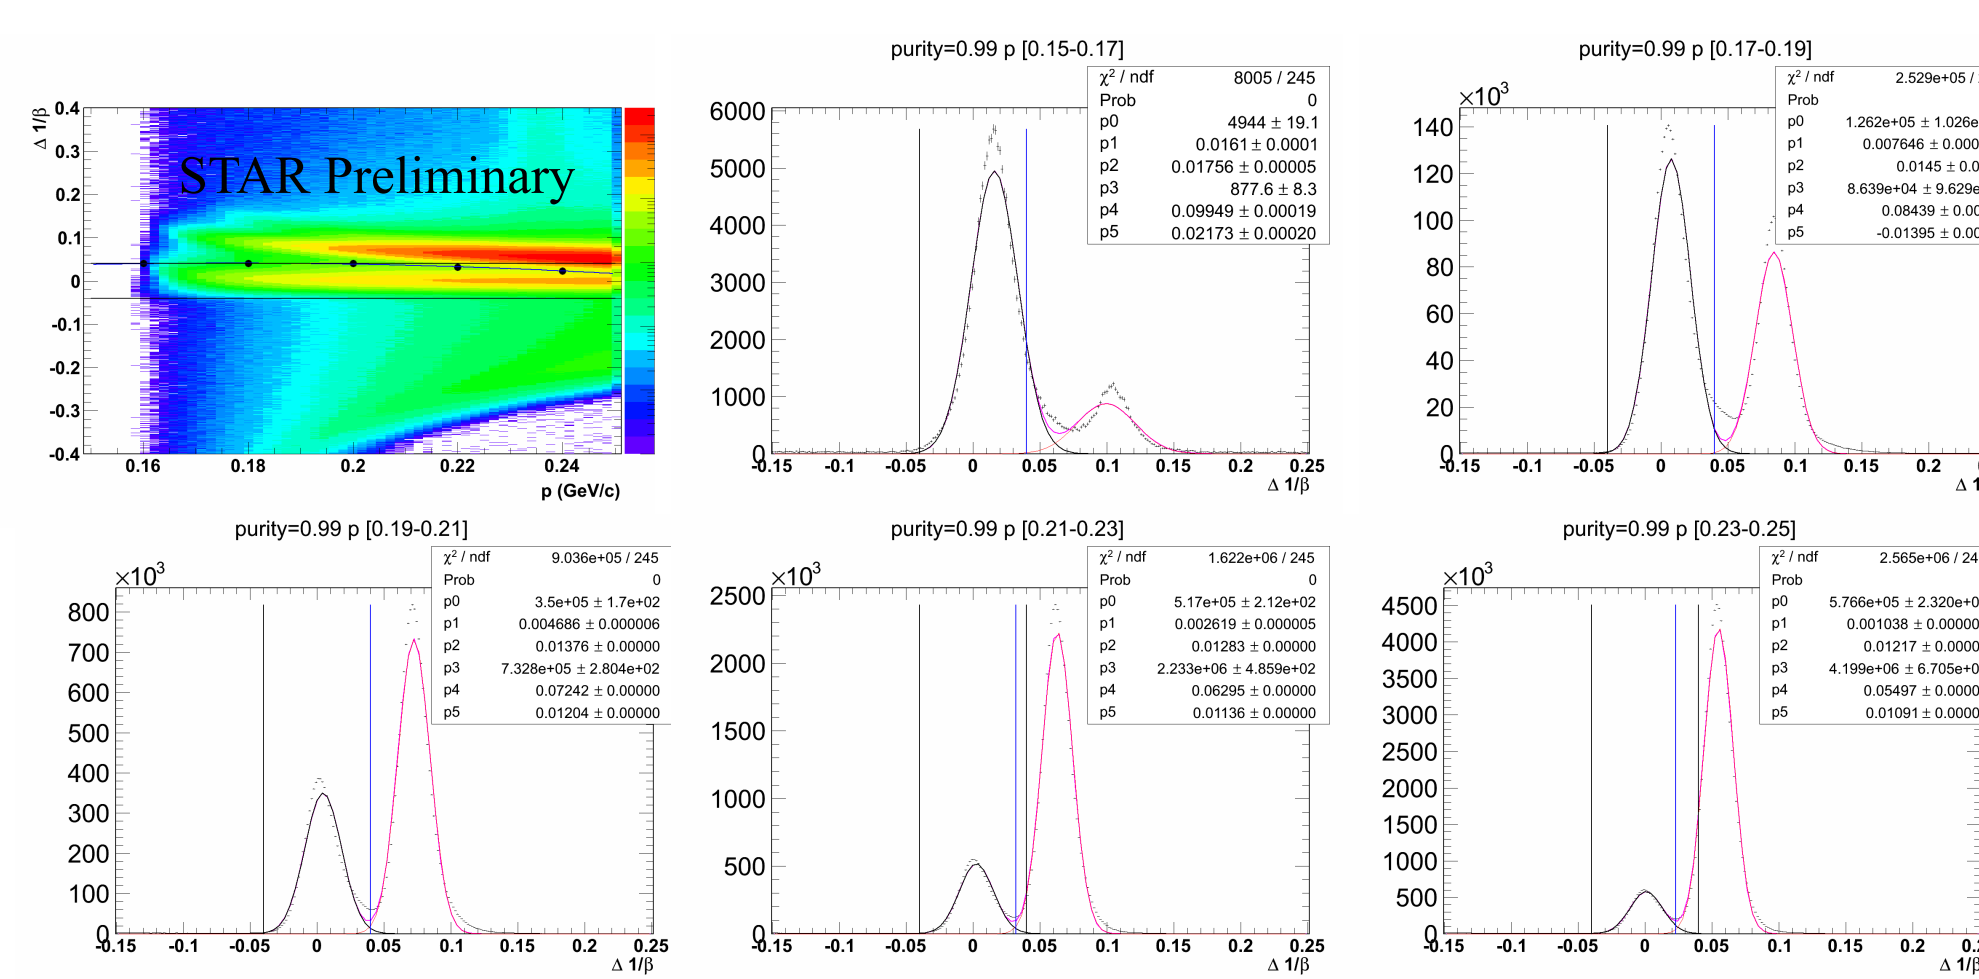 0.4
0.3
0.2
0.1
0
-0.1
-0.2
-0.3
-0.4
Δ 1/β
STAR Preliminary
0.16 0.18 0.2 0.22 0.24
p (GeV/c)
purity=0.99 p [0.15-0.17]
χ² / ndf 8005 / 245
Prob 0
p0 4944 ± 19.1
p1 0.0161 ± 0.0001
p2 0.01756 ± 0.00005
p3 877.6 ± 8.3
p4 0.09949 ± 0.00019
p5 0.02173 ± 0.00020
6000
5000
4000
3000
2000
1000
0
-0.15 -0.1 -0.05 0 0.05 0.1 0.15 0.2 0.25
Δ 1/β
purity=0.99 p [0.17-0.19]
χ² / ndf 2.529e+05 /
Prob
p0 1.262e+05 ± 1.026e
p1 0.007646 ± 0.000
p2 0.0145 ± 0.0
p3 8.639e+04 ± 9.629e
p4 0.08439 ± 0.00
p5 -0.01395 ± 0.00
×10³
140
120
100
80
60
40
20
0
-0.15 -0.1 -0.05 0 0.05 0.1 0.15 0.2
Δ 1/
purity=0.99 p [0.19-0.21]
χ² / ndf 9.036e+05 / 245
Prob 0
p0 3.5e+05 ± 1.7e+02
p1 0.004686 ± 0.000006
p2 0.01376 ± 0.00000
p3 7.328e+05 ± 2.804e+02
p4 0.07242 ± 0.00000
p5 0.01204 ± 0.00000
×10³
800
700
600
500
400
300
200
100
0
-0.15 -0.1 -0.05 0 0.05 0.1 0.15 0.2 0.25
Δ 1/β
purity=0.99 p [0.21-0.23]
χ² / ndf 1.622e+06 / 245
Prob 0
p0 5.17e+05 ± 2.12e+02
p1 0.002619 ± 0.000005
p2 0.01283 ± 0.00000
p3 2.233e+06 ± 4.859e+02
p4 0.06295 ± 0.00000
p5 0.01136 ± 0.00000
×10³
2500
2000
1500
1000
500
0
-0.15 -0.1 -0.05 0 0.05 0.1 0.15 0.2 0.25
Δ 1/β
purity=0.99 p [0.23-0.25]
χ² / ndf 2.565e+06 / 24
Prob
p0 5.766e+05 ± 2.320e+0
p1 0.001038 ± 0.00000
p2 0.01217 ± 0.0000
p3 4.199e+06 ± 6.705e+0
p4 0.05497 ± 0.0000
p5 0.01091 ± 0.0000
×10³
4500
4000
3500
3000
2500
2000
1500
1000
500
0
-0.15 -0.1 -0.05 0 0.05 0.1 0.15 0.2
Δ 1/β